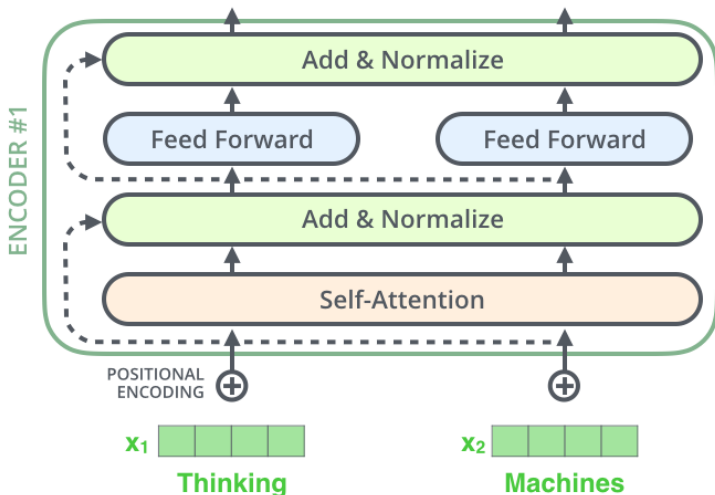 ENCODER #1
Add & Normalize
Feed Forward
Feed Forward
Add & Normalize
Self-Attention
POSITIONAL
ENCODING
x1
x2
Thinking
Machines